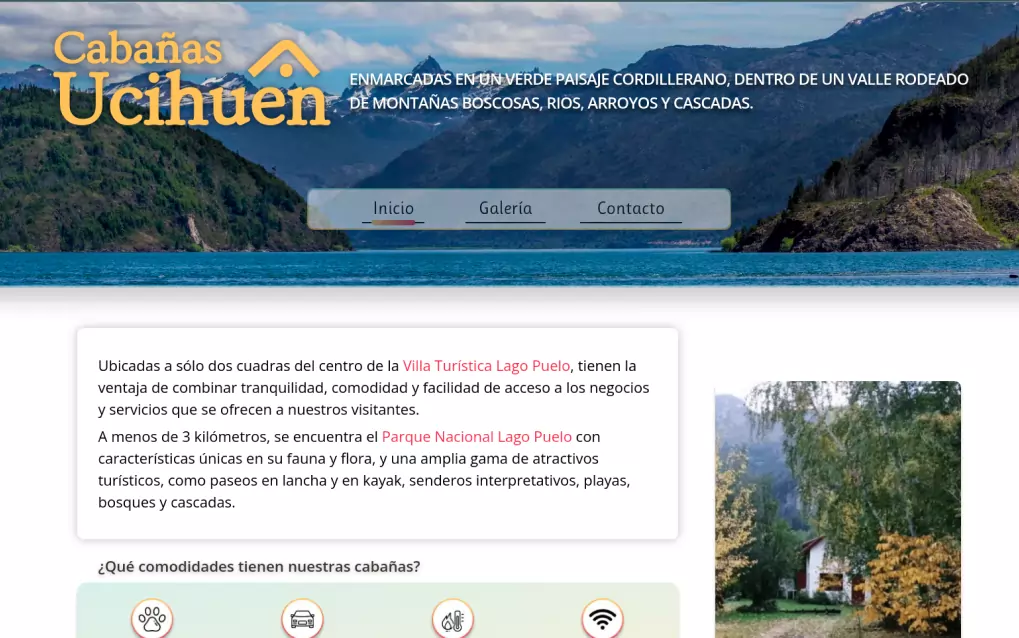 Cabañas
Ucihuen
ENMARCADAS EN UN VERDE PAISAJE CORDILLERANO, DENTRO DE UN VALLE RODEADO
DE MONTAÑAS BOSCOSAS, RIOS, ARROYOS Y CASCADAS.
Inicio Galería Contacto
Ubicadas a sólo dos cuadras del centro de la Villa Turística Lago Puelo, tienen la
ventaja de combinar tranquilidad, comodidad y facilidad de acceso a los negocios
y servicios que se ofrecen a nuestros visitantes.
A menos de 3 kilómetros, se encuentra el Parque Nacional Lago Puelo con
características únicas en su fauna y flora, y una amplia gama de atractivos
turísticos, como paseos en lancha y en kayak, senderos interpretativos, playas,
bosques y cascadas.
¿Qué comodidades tienen nuestras cabañas?